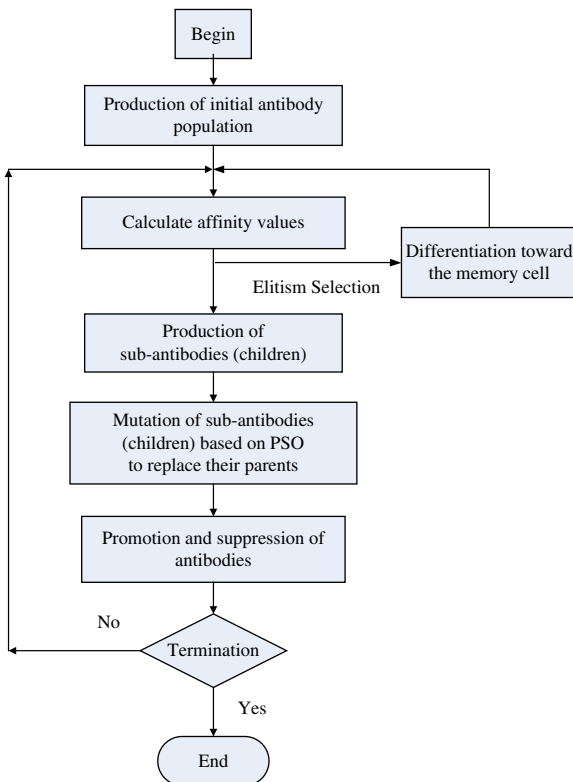 Begin
Production of initial antibody
population
Calculate affinity values
Differentiation toward
the memory cell
Elitism Selection
Production of
sub-antibodies (children)
Mutation of sub-antibodies
(children) based on PSO
to replace their parents
Promotion and suppression of
antibodies
No
Termination
Yes
End